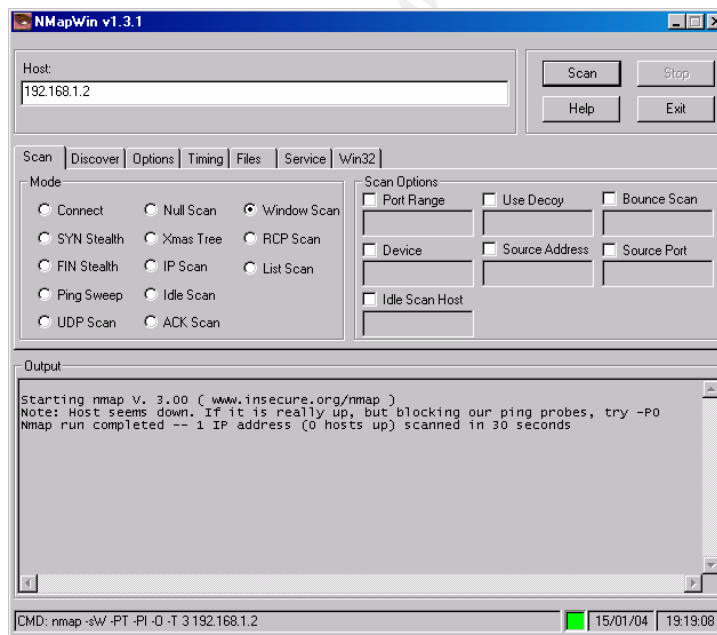 NMapWin v1.3.1
Host:
192.168.1.2
Scan Stop
Help Exit
Scan Discover Options Timing Files Service Win32
Mode
Connect Null Scan Window Scan
SYN Stealth Xmas Tree RCP Scan
FIN Stealth IP Scan List Scan
Ping Sweep Idle Scan
UDP Scan ACK Scan
Scan Options
Port Range Use Decoy Bounce Scan
Device Source Address Source Port
Idle Scan Host
Output
Starting nmap V. 3.00 ( www.insecure.org/nmap )
Note: Host seems down. If it is really up, but blocking our ping probes, try -P0
Nmap run completed -- 1 IP address (0 hosts up) scanned in 30 seconds
CMD: nmap -sW -PT -PI -O -T 3 192.168.1.2 15/01/04 19:19:08